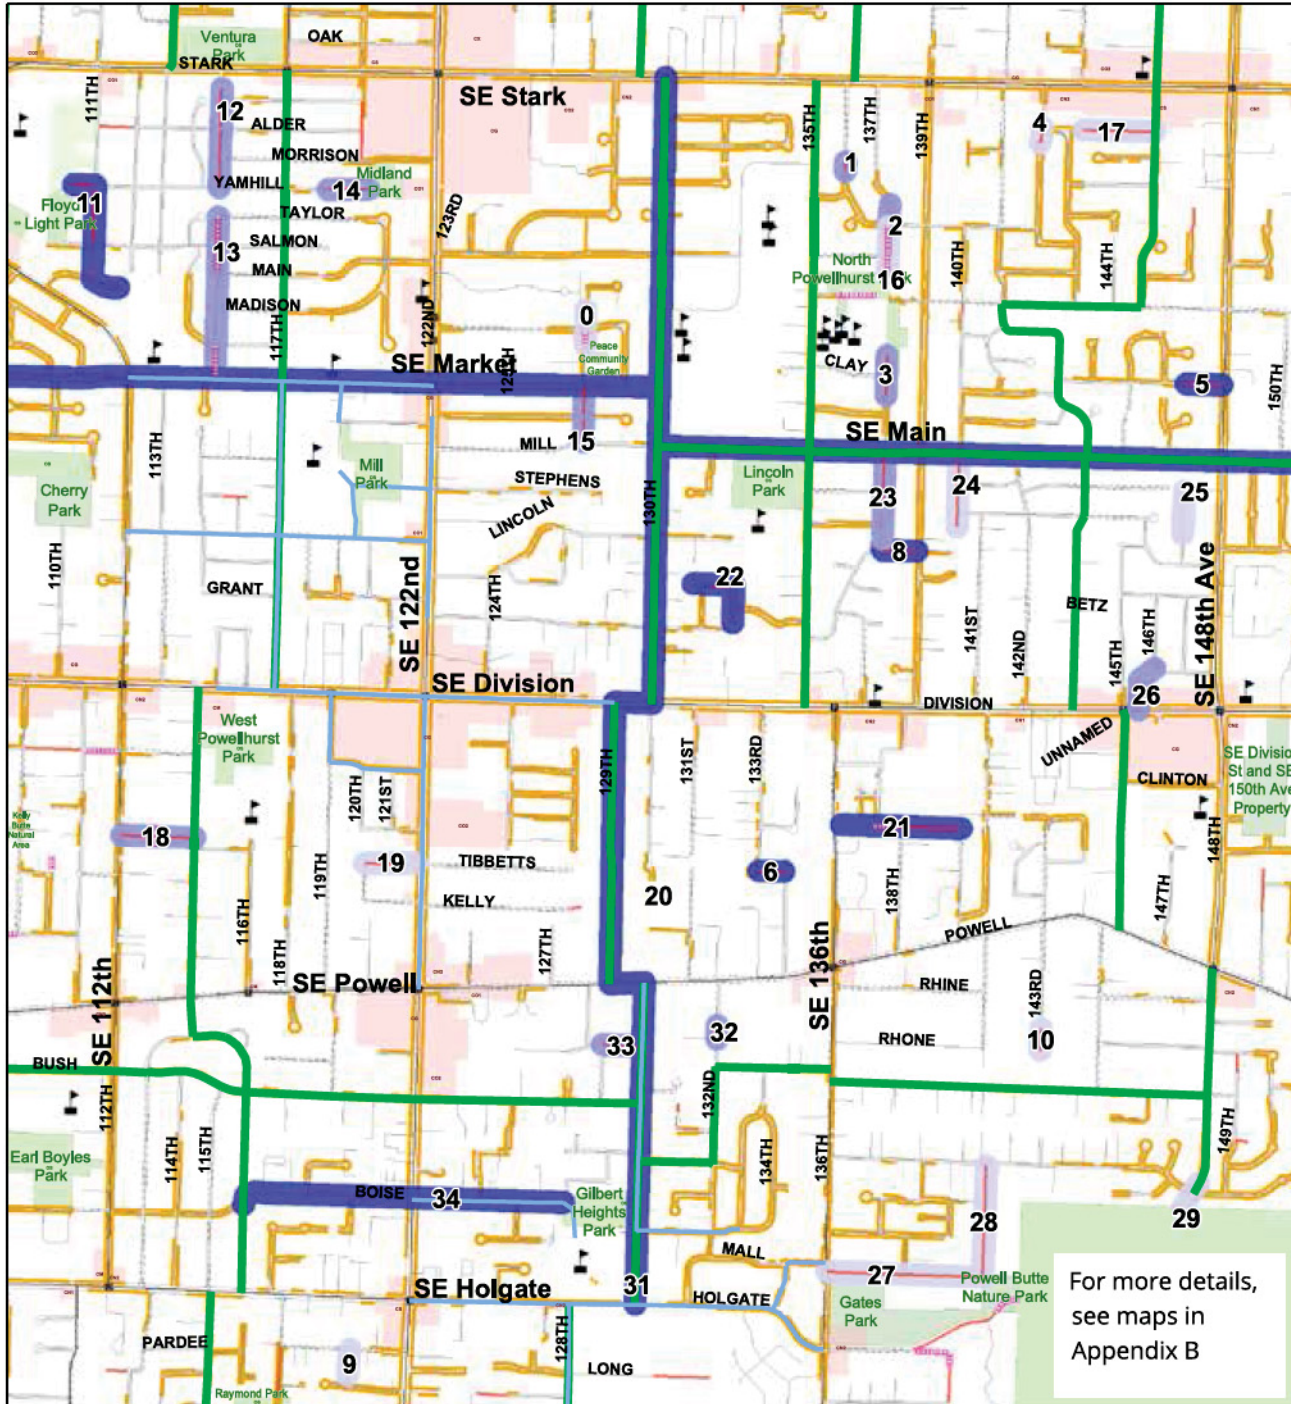 Ventura
Park
OAK
STARK
SE Stark
111TH
12
ALDER
MORRISON
YAMHILL
14
Midland
Park
TAYLOR
11
Floyd
Light Park
13
SALMON
MAIN
MADISON
117TH
123RD
122ND
SE Market
125TH
0
Peace
Community
Garden
15
MILL
STEPHENS
LINCOLN
135TH
137TH
139TH
1
2
North
Powellhurst
16
CLAY
3
140TH
4
17
144TH
5
150TH
SE Main
113TH
Cherry
Park
Mill
Park
110TH
GRANT
SE 122nd
124TH
130TH
Lincoln
Park
22
23
8
24
25
141ST
142ND
BETZ
145TH
146TH
26
SE 148th Ave
SE Division
DIVISION
UNNAMED
CLINTON
SE Division
St and SE
150th Ave
Property
West
Powellhurst
Park
Kelly
Butte
Natural
Area
18
116TH
118TH
119TH
120TH
121ST
19
TIBBETTS
KELLY
127TH
129TH
131ST
133RD
20
6
21
138TH
POWELL
147TH
148TH
SE 112th
SE Powell
SE 136th
RHINE
RHONE
143RD
10
BUSH
112TH
33
32
132ND
149TH
Earl Boyles
Park
114TH
115TH
BOISE
34
Gilbert
Heights
Park
134TH
136TH
28
29
MALL
27
Powell Butte
Nature Park
SE Holgate
31
HOLGATE
Gates
Park
PARDEE
9
128TH
LONG
Raymond Park
For more details,
see maps in
Appendix B